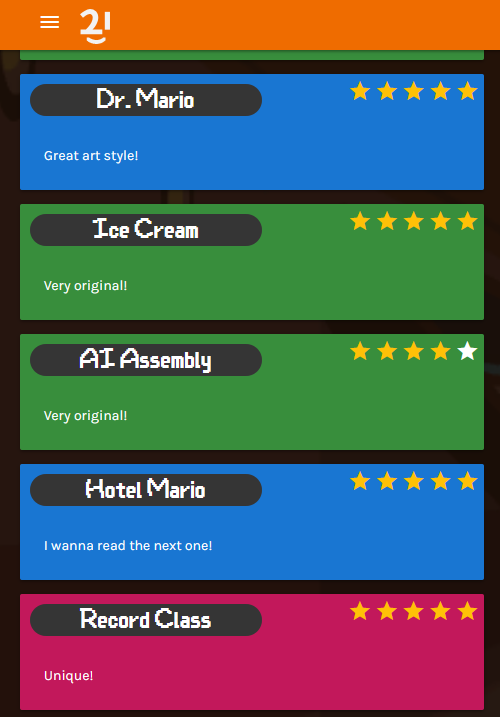 21
Dr. Mario
Great art style!
Ice Cream
Very original!
AI Assembly
Very original!
Hotel Mario
I wanna read the next one!
Record Class
Unique!